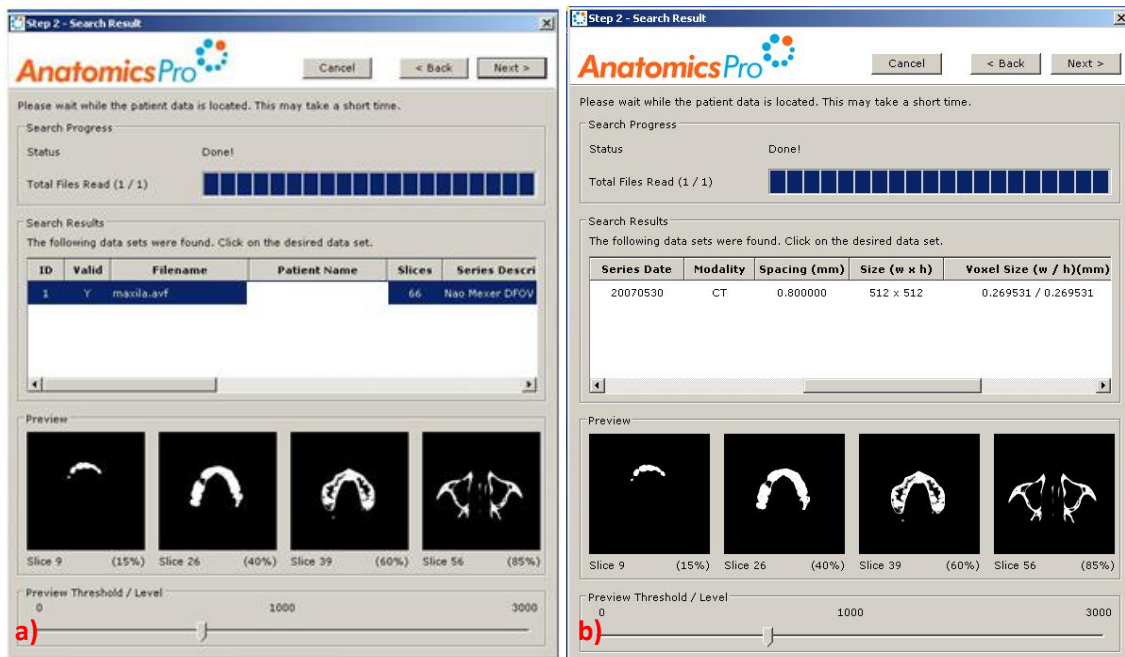 Step 2 - Search Result
AnatomicsPro
Cancel
< Back
Next >
Please wait while the patient data is located. This may take a short time.
Search Progress
Status Done!
Total Files Read (1 / 1)
Search Results
The following data sets were found. Click on the desired data set.
ID Valid Filename Patient Name Slices Series Descri
1 Y maxila.avf 66 Nao Mexer DFOV
Preview
Slice 9 (15%) Slice 26 (40%) Slice 39 (60%) Slice 56 (85%)
Preview Threshold / Level
0 1000 3000
a)
Step 2 - Search Result
AnatomicsPro
Cancel
< Back
Next >
Please wait while the patient data is located. This may take a short time.
Search Progress
Status Done!
Total Files Read (1 / 1)
Search Results
The following data sets were found. Click on the desired data set.
Series Date Modality Spacing (mm) Size (w x h) Voxel Size (w / h)(mm)
20070530 CT 0.800000 512 x 512 0.269531 / 0.269531
Preview
Slice 9 (15%) Slice 26 (40%) Slice 39 (60%) Slice 56 (85%)
Preview Threshold / Level
0 1000 3000
b)